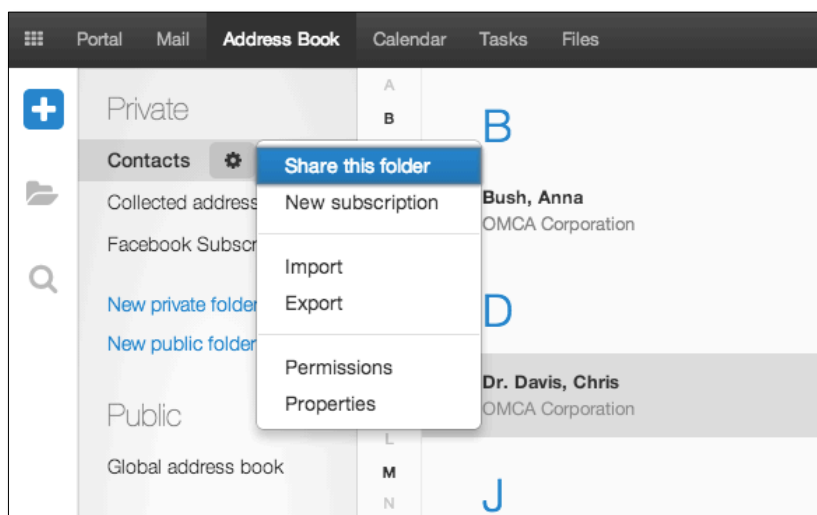 Portal Mail Address Book Calendar Tasks Files
Private
Contacts
Collected address
Facebook Subscr
New private folder
New public folder
Public
Global address book
Share this folder
New subscription
Import
Export
Permissions
Properties
A
B
L
M
N
B
Bush, Anna
OMCA Corporation
D
Dr. Davis, Chris
OMCA Corporation
J